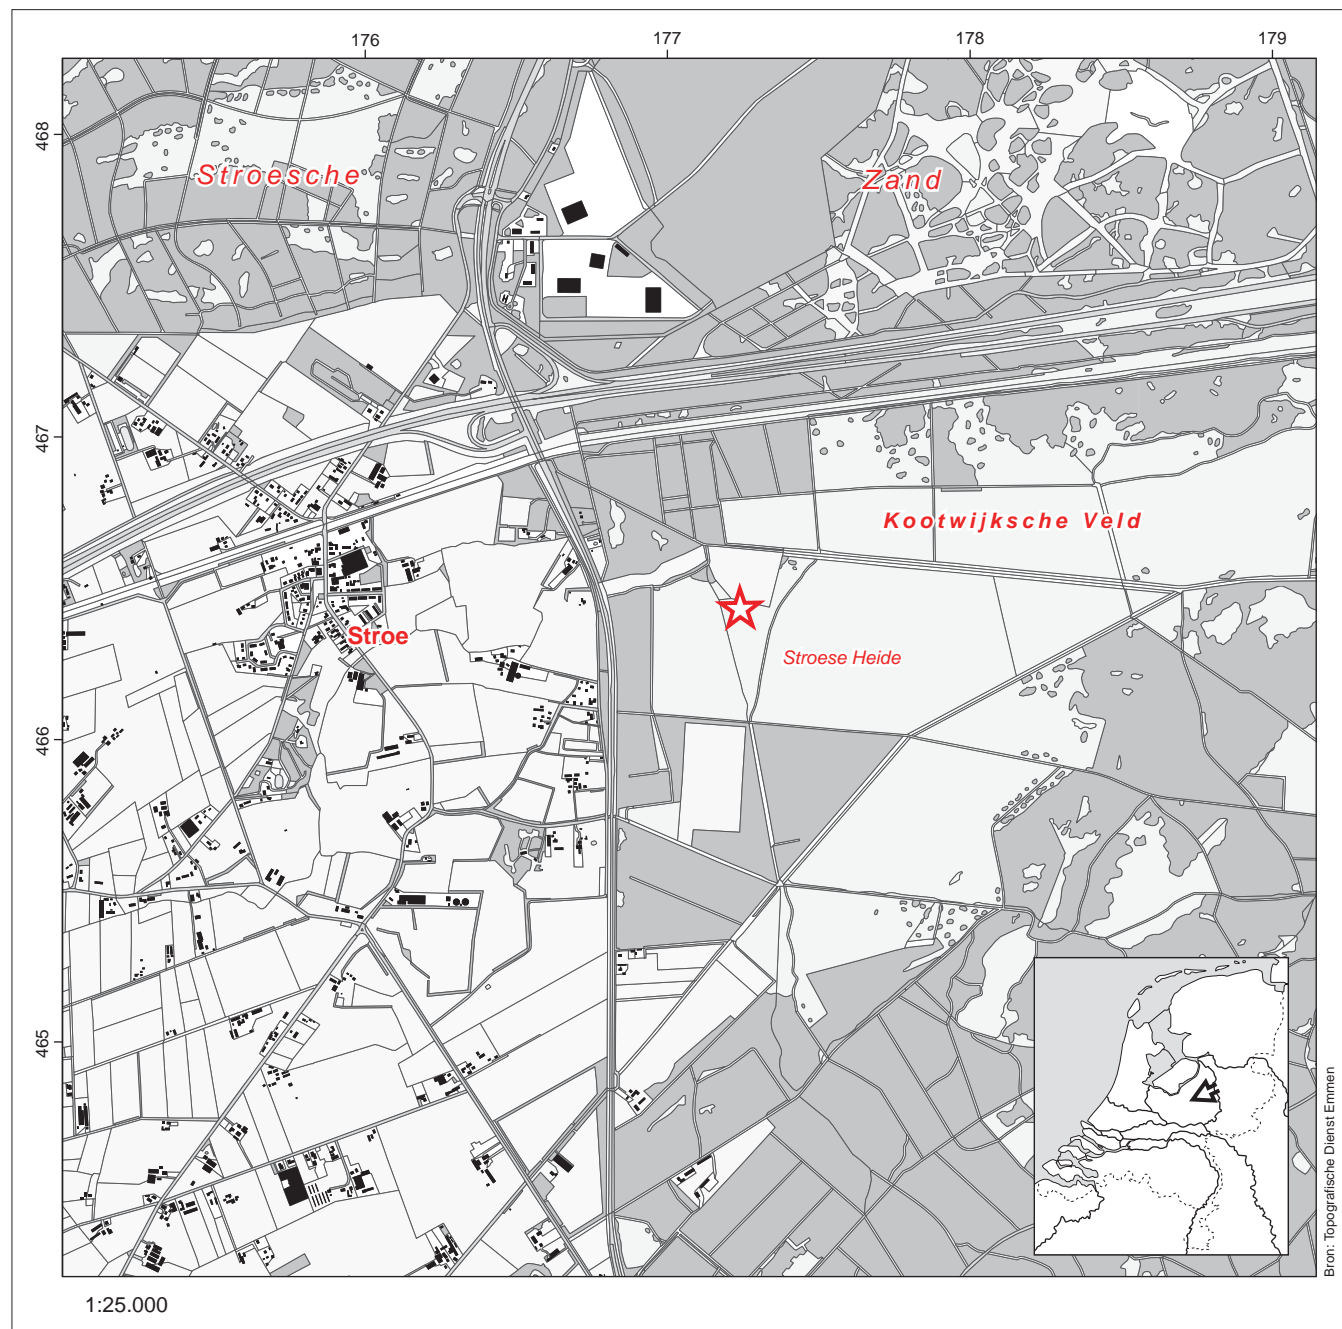 176 177 178 179
468
Stroesche Zand
467
Kootwijksche Veld
Stroe
Stroese Heide
466
465
Bron: Topografische Dienst Emmen
1:25.000